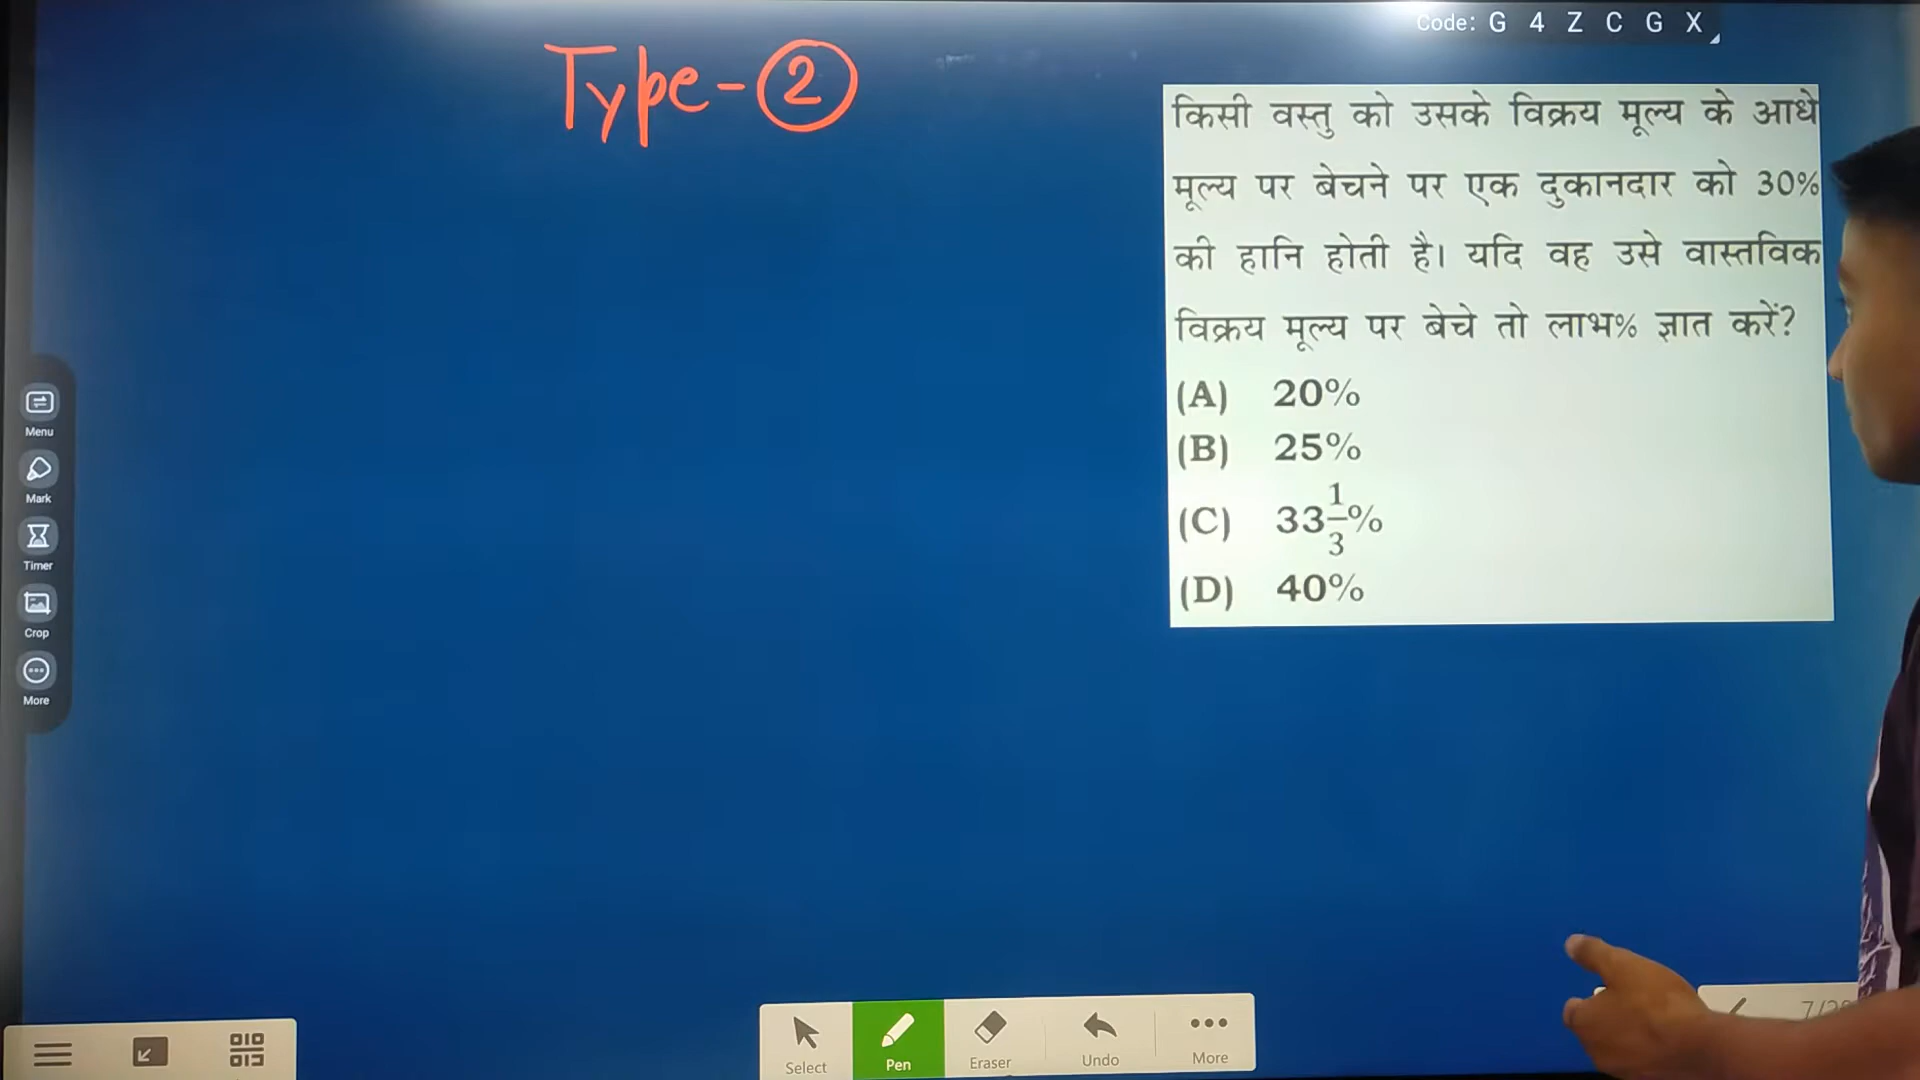 Code: G 4 Z C G X
Type-②
किसी वस्तु को उसके विक्रय मूल्य के आधे
मूल्य पर बेचने पर एक दुकानदार को 30%
की हानि होती है। यदि वह उसे वास्तविक
विक्रय मूल्य पर बेचे तो लाभ% ज्ञात करें?
(A) 20%
(B) 25%
(C) 33 1/3%
(D) 40%
Menu
Mark
Timer
Crop
More
Select
Pen
Eraser
Undo
More